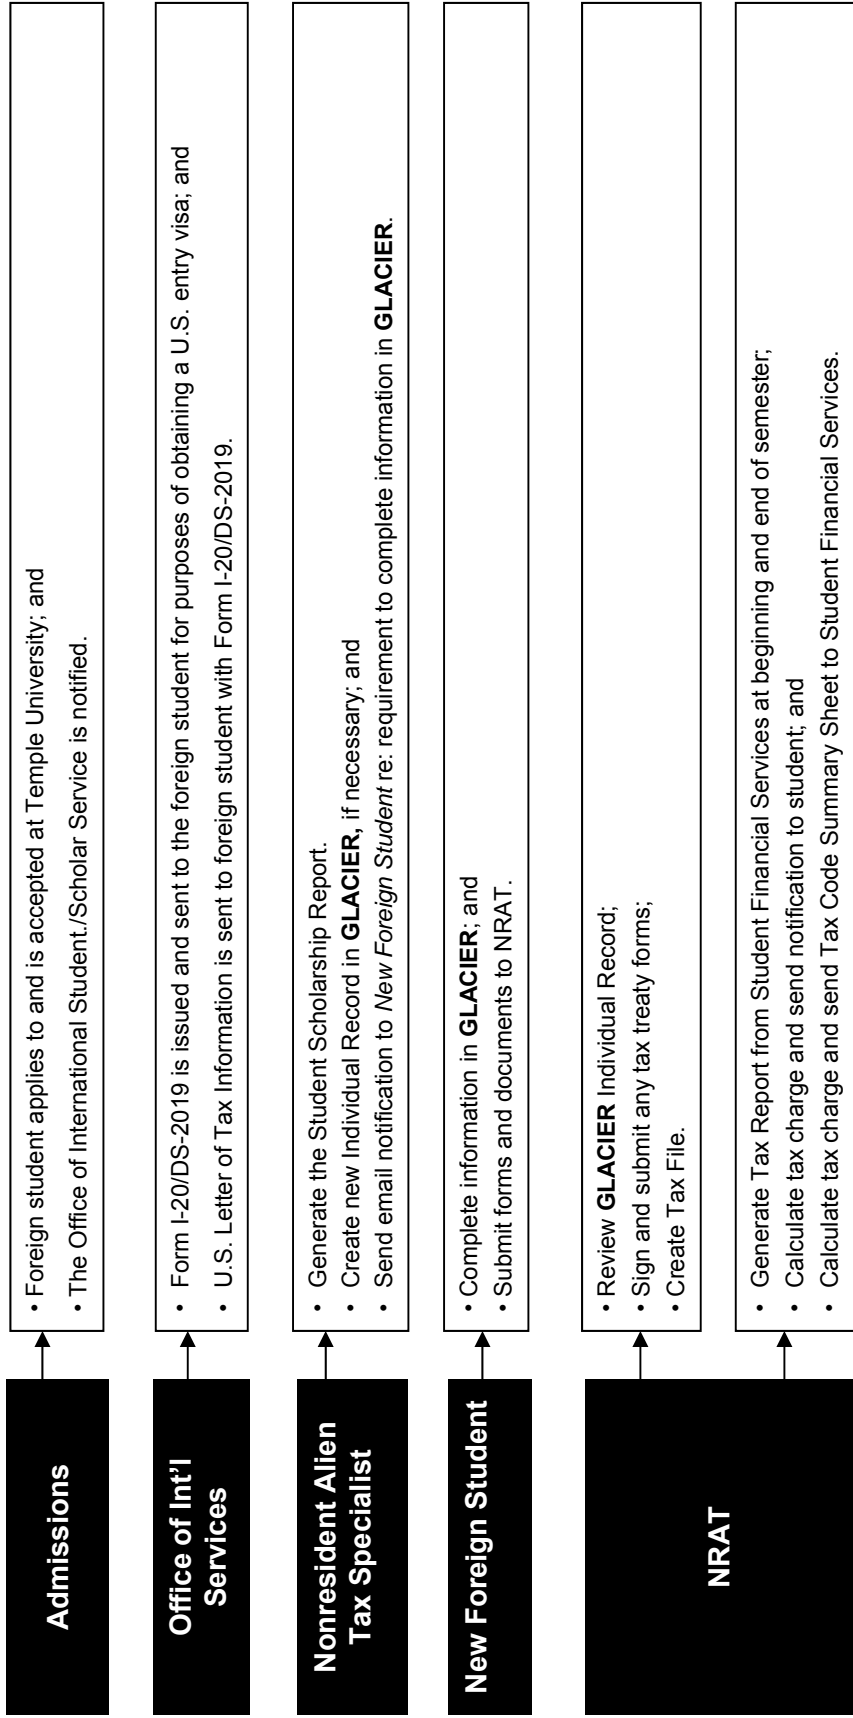 Admissions
• Foreign student applies to and is accepted at Temple University; and
• The Office of International Student./Scholar Service is notified.
Office of Int'l
Services
• Form I-20/DS-2019 is issued and sent to the foreign student for purposes of obtaining a U.S. entry visa; and
• U.S. Letter of Tax Information is sent to foreign student with Form I-20/DS-2019.
Nonresident Alien
Tax Specialist
• Generate the Student Scholarship Report.
• Create new Individual Record in GLACIER, if necessary; and
• Send email notification to New Foreign Student re: requirement to complete information in GLACIER.
New Foreign Student
• Complete information in GLACIER; and
• Submit forms and documents to NRAT.
NRAT
• Review GLACIER Individual Record;
• Sign and submit any tax treaty forms;
• Create Tax File.
• Generate Tax Report from Student Financial Services at beginning and end of semester;
• Calculate tax charge and send notification to student; and
• Calculate tax charge and send Tax Code Summary Sheet to Student Financial Services.